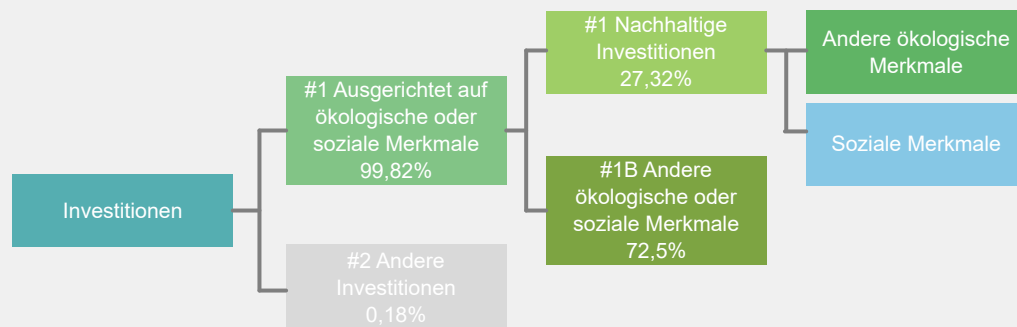 Investitionen
#1 Ausgerichtet auf
ökologische oder
soziale Merkmale
99,82%
#2 Andere
Investitionen
0,18%
#1 Nachhaltige
Investitionen
27,32%
#1B Andere
ökologische oder
soziale Merkmale
72,5%
Andere ökologische
Merkmale
Soziale Merkmale